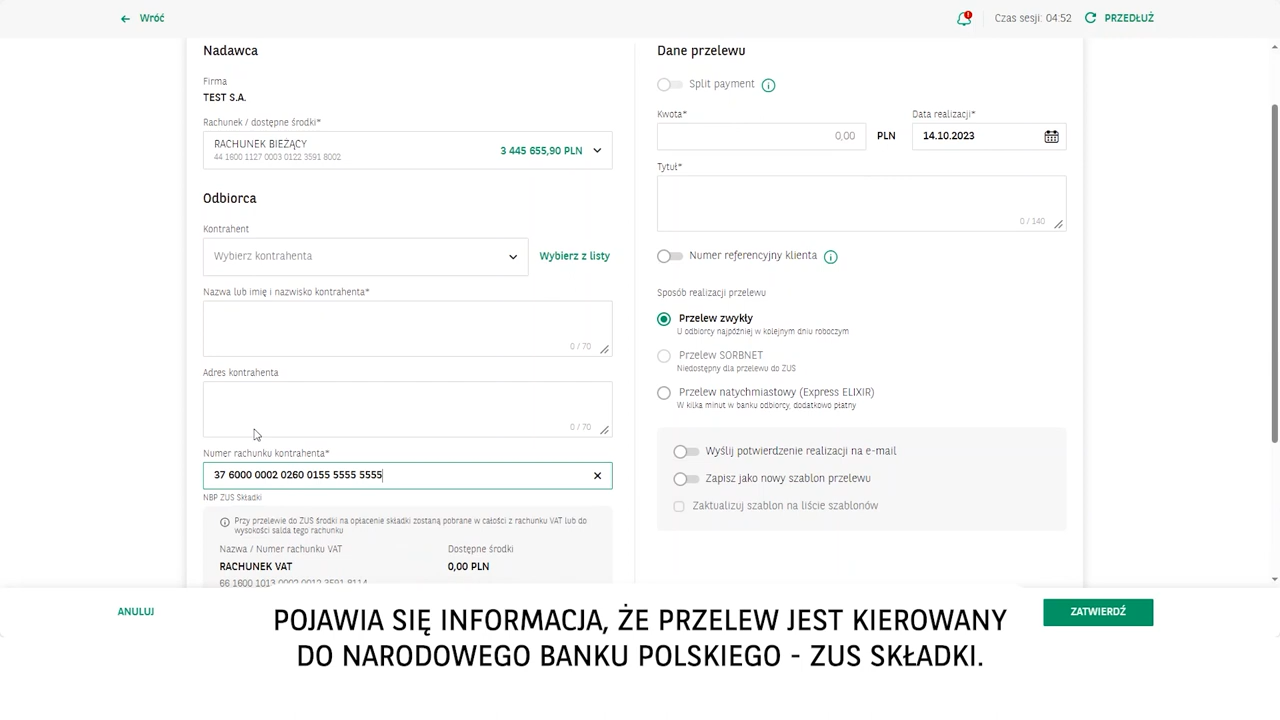 Wróć
Czas sesji: 04:52
PRZEDŁUŻ
Nadawca
Firma
TEST S.A.
Rachunek / dostępne środki*
RACHUNEK BIEŻĄCY
44 1600 1127 0003 0122 3591 8002
3 445 655,90 PLN
Odbiorca
Kontrahent
Wybierz kontrahenta
Wybierz z listy
Nazwa lub imię i nazwisko kontrahenta*
0 / 70
Adres kontrahenta
0 / 70
Numer rachunku kontrahenta*
37 6000 0002 0260 0155 5555 5555
NBP ZUS Składki
Przy przelewie do ZUS środki na opłacenie składki zostaną pobrane w całości z rachunku VAT lub do
wysokości salda tego rachunku
Nazwa / Numer rachunku VAT
Dostępne środki
RACHUNEK VAT
0,00 PLN
66 1600 1013 0002 0012 3591 8114
Dane przelewu
Split payment
Kwota*
Data realizacji*
0,00
PLN
14.10.2023
Tytuł*
0 / 140
Numer referencyjny klienta
Sposób realizacji przelewu
Przelew zwykły
U odbiorcy najpóźniej w kolejnym dniu roboczym
Przelew SORBNET
Niedostępny dla przelewu do ZUS
Przelew natychmiastowy (Express ELIXIR)
W kilka minut w banku odbiorcy, dodatkowo płatny
Wyślij potwierdzenie realizacji na e-mail
Zapisz jako nowy szablon przelewu
Zaktualizuj szablon na liście szablonów
ANULUJ
ZATWIERDŹ
POJAWIA SIĘ INFORMACJA, ŻE PRZELEW JEST KIEROWANY
DO NARODOWEGO BANKU POLSKIEGO - ZUS SKŁADKI.